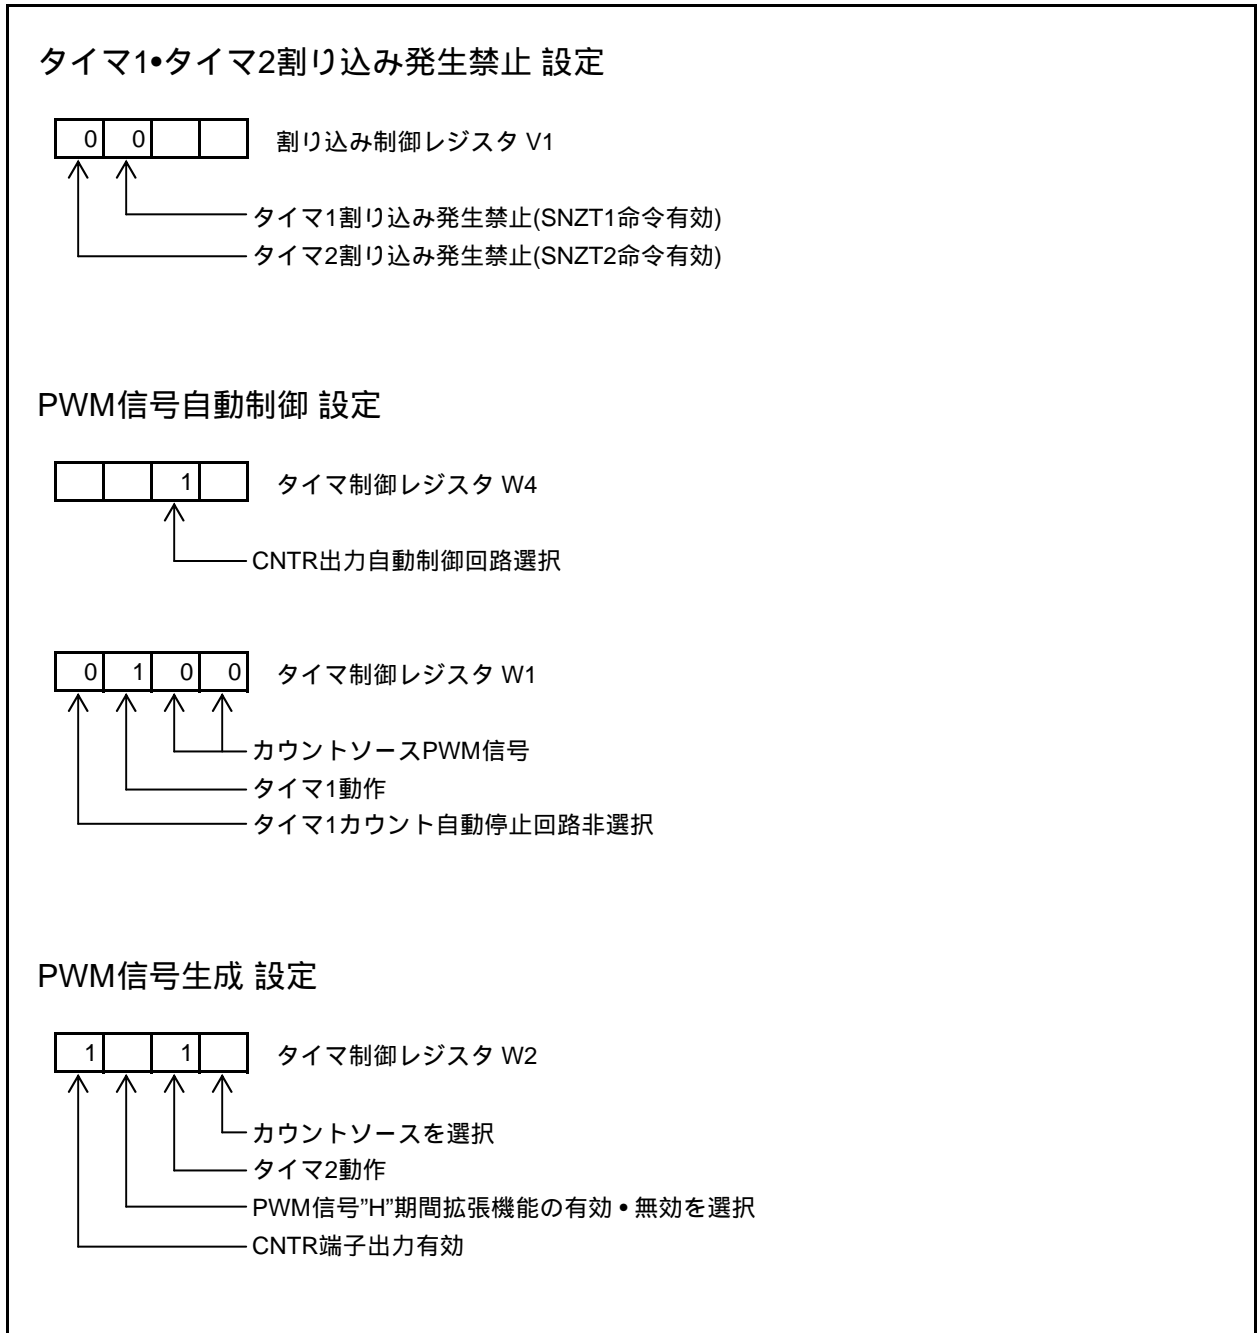 タイマ1•タイマ2割り込み発生禁止 設定
0 0 割り込み制御レジスタ V1
タイマ1割り込み発生禁止(SNZT1命令有効)
タイマ2割り込み発生禁止(SNZT2命令有効)
PWM信号自動制御 設定
1 タイマ制御レジスタ W4
CNTR出力自動制御回路選択
0 1 0 0 タイマ制御レジスタ W1
カウントソースPWM信号
タイマ1動作
タイマ1カウント自動停止回路非選択
PWM信号生成 設定
1 1 タイマ制御レジスタ W2
カウントソースを選択
タイマ2動作
PWM信号”H”期間拡張機能の有効•無効を選択
CNTR端子出力有効